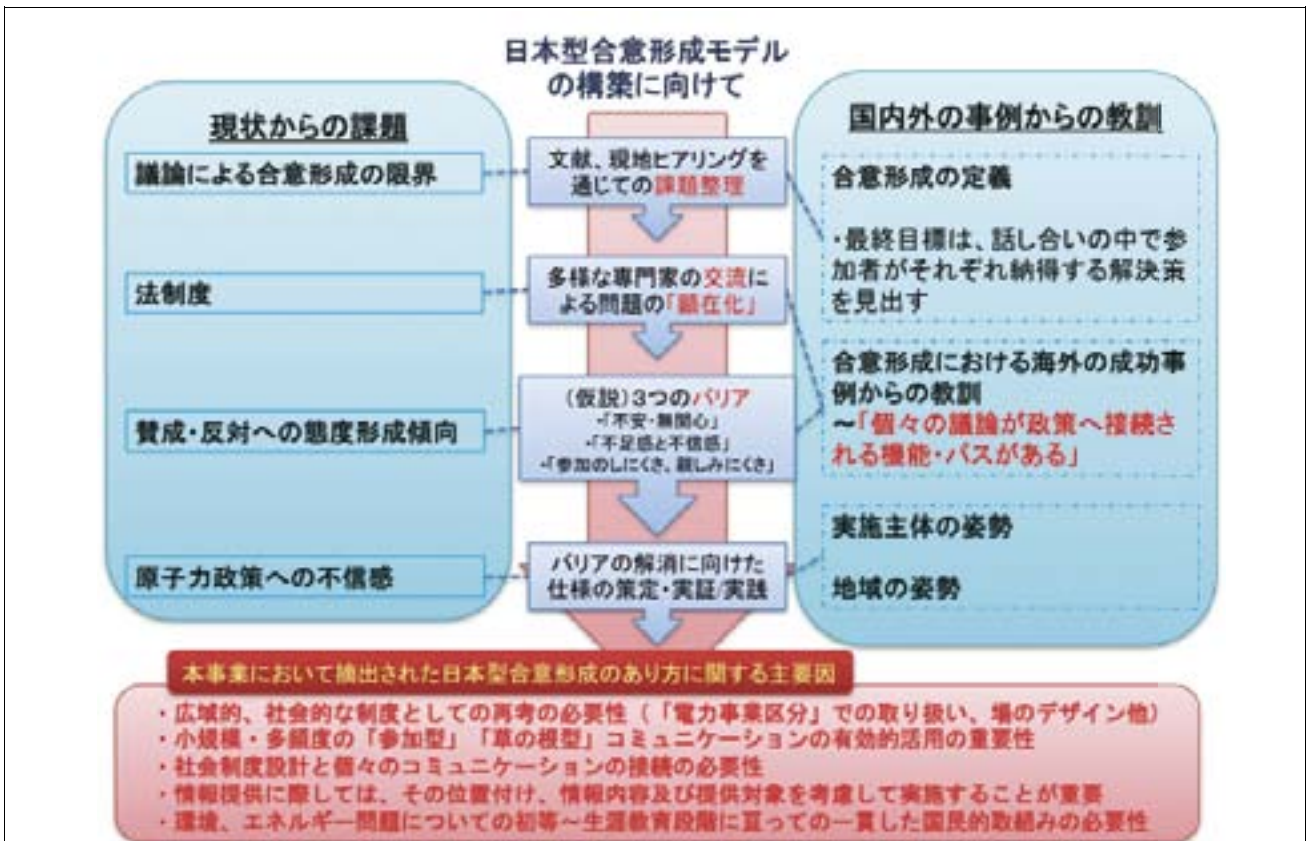 日本型合意形成モデル
の構築に向けて
現状からの課題
議論による合意形成の限界
法制度
賛成・反対への態度形成傾向
原子力政策への不信感
文献、現地ヒアリングを
通じての課題整理
多様な専門家の交流に
よる問題の「顕在化」
(仮説)3つのバリア
・「不安・無関心」
・「不足感と不信感」
・「参加のしにくさ、親しみにくさ」
バリアの解消に向けた
仕様の策定・実証/実践
国内外の事例からの教訓
合意形成の定義
・最終目標は、話し合いの中で参
加者がそれぞれ納得する解決策
を見出す
合意形成における海外の成功事
例からの教訓
~「個々の議論が政策へ接続さ
れる機能・パスがある」
実施主体の姿勢
地域の姿勢
本事業において抽出された日本型合意形成のあり方に関する主要因
・広域的、社会的な制度としての再考の必要性(「電力事業区分」での取り扱い、場のデザイン他)
・小規模・多頻度の「参加型」「草の根型」コミュニケーションの有効的活用の重要性
・社会制度設計と個々のコミュニケーションの接続の必要性
・情報提供に際しては、その位置付け、情報内容及び提供対象を考慮して実施することが重要
・環境、エネルギー問題についての初等~生涯教育段階に亘っての一貫した国民的取組みの必要性